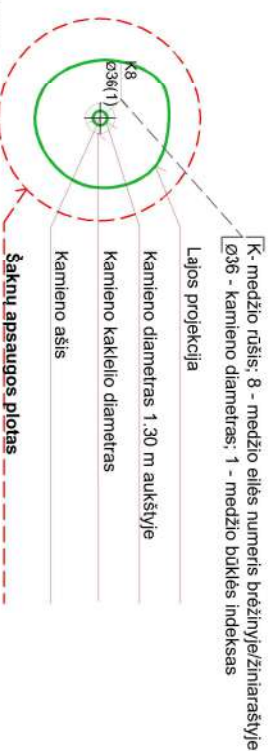 K- medžio rūšis; 8 - medžio eilės numeris brėžinyje/žiniaraštyje
Ø36 - kamieno diametras; 1 - medžio būklės indeksas
K8
Ø36(1)
Lajos projekcija
Kamieno diametras 1.30 m aukštyje
Kamieno kaklelio diametras
Kamieno ašis
Šaknų apsaugos plotas